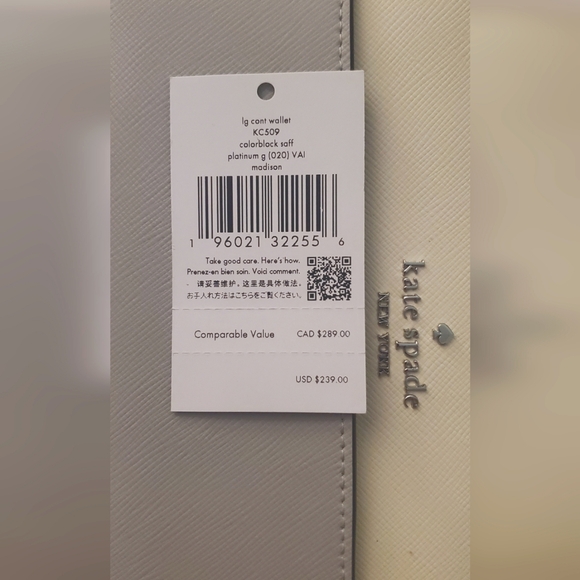 lg cont wallet
KC509
colorblock saff
platinum g (020) VAI
madison
1 96021 32255 6
Take good care. Here's how.
Prenez-en bien soin. Voici comment.
· 请妥善维护。这里是具体做法。
お手入れ方法はこちらをご覧ください。
Comparable Value CAD $289.00
USD $239.00
kate spade
NEW YORK